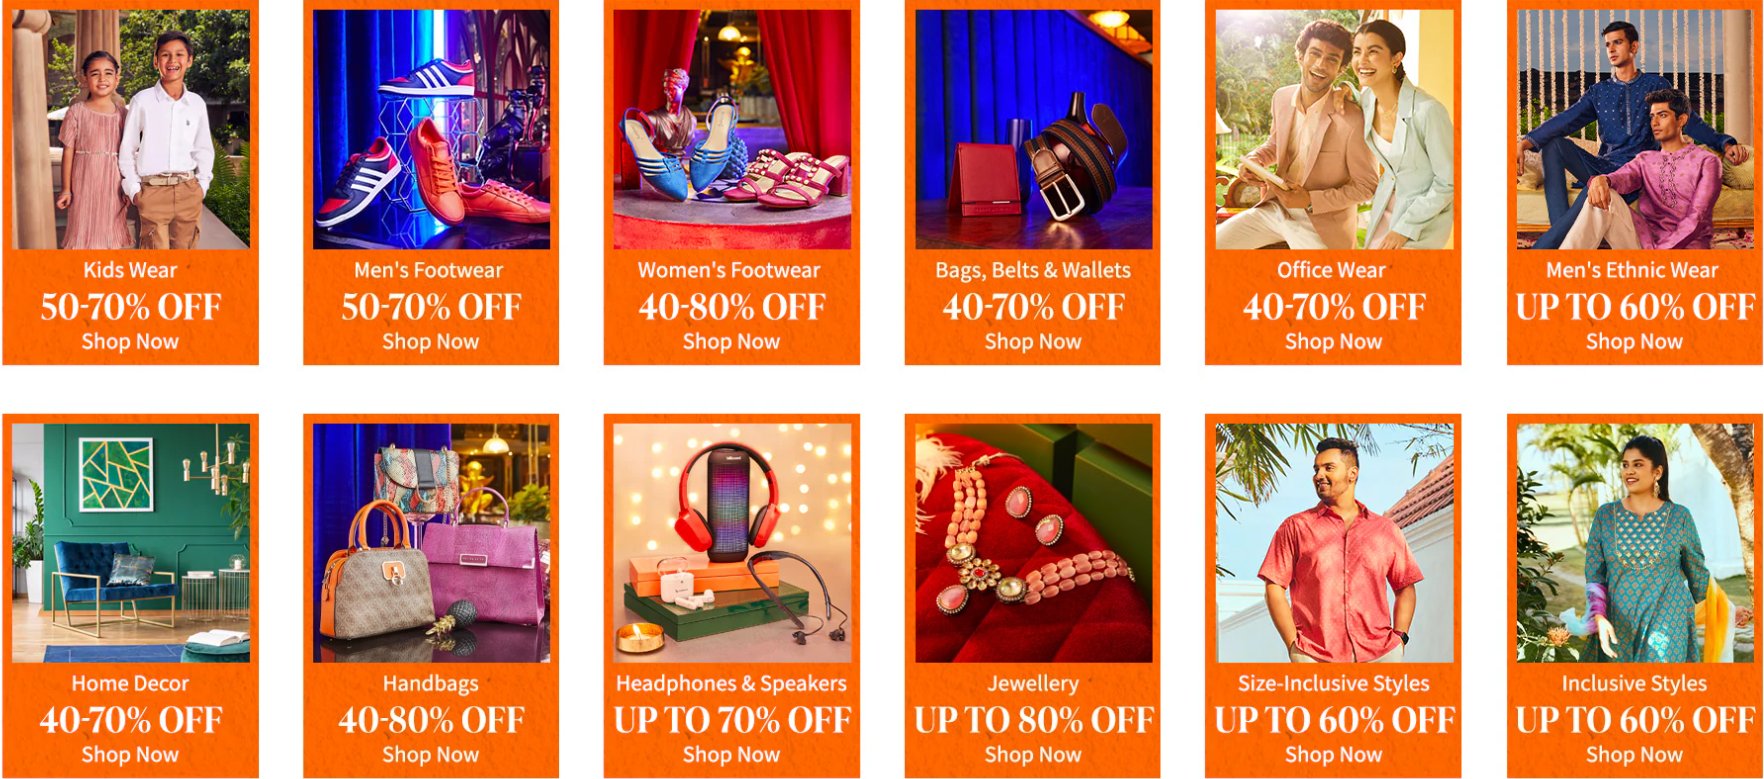 Kids Wear
50-70% OFF
Shop Now
Men's Footwear
50-70% OFF
Shop Now
Women's Footwear
40-80% OFF
Shop Now
Bags, Belts & Wallets
40-70% OFF
Shop Now
Office Wear
40-70% OFF
Shop Now
Men's Ethnic Wear
UP TO 60% OFF
Shop Now
Home Decor
40-70% OFF
Shop Now
Handbags
40-80% OFF
Shop Now
Headphones & Speakers
UP TO 70% OFF
Shop Now
Jewellery
UP TO 80% OFF
Shop Now
Size-Inclusive Styles
UP TO 60% OFF
Shop Now
Inclusive Styles
UP TO 60% OFF
Shop Now